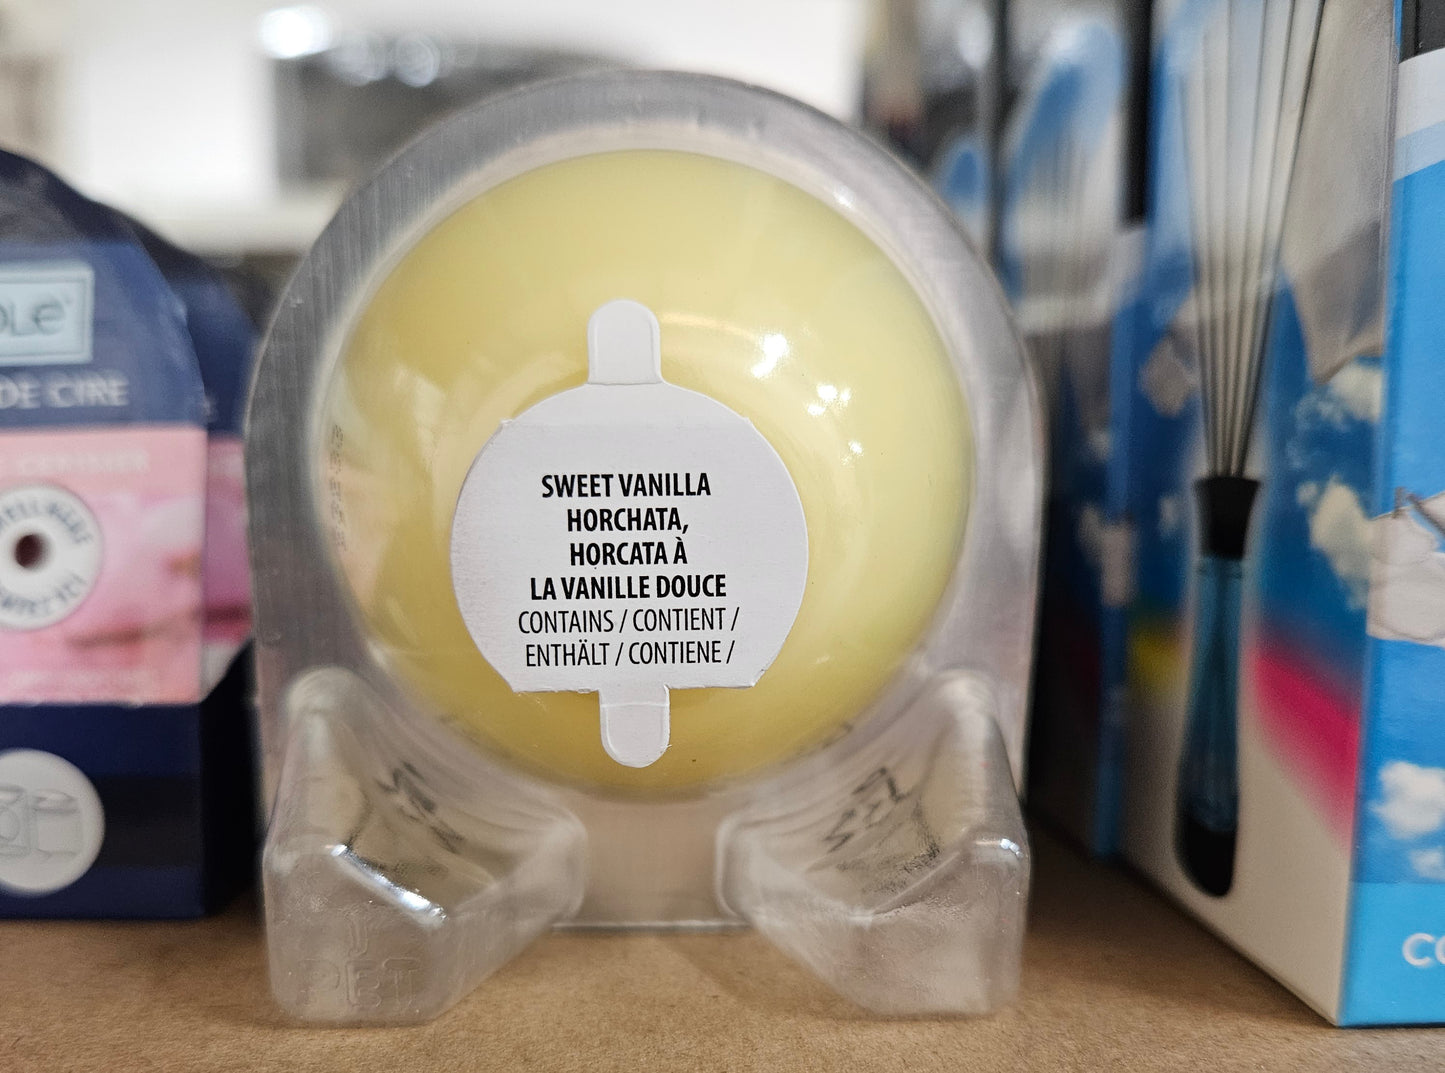 SWEET VANILLA
HORCHATA,
HORCATA À
LA VANILLE DOUCE
CONTAINS / CONTIENT /
ENTHÄLT / CONTIENE /
DE CIRE
PET